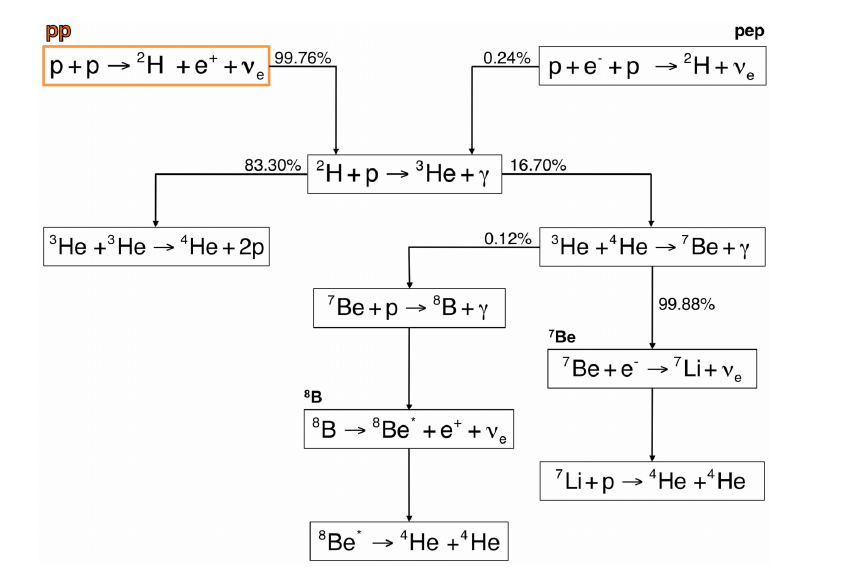 pp
pep
p + p → ²H + e⁺ + νₑ
99.76%
0.24%
p + e⁻ + p → ²H + νₑ
83.30%
²H + p → ³He + γ
16.70%
³He + ³He → ⁴He + 2p
0.12%
³He + ⁴He → ⁷Be + γ
⁷Be + p → ⁸B + γ
99.88%
⁷Be
⁷Be + e⁻ → ⁷Li + νₑ
⁸B
⁸B → ⁸Be* + e⁺ + νₑ
⁷Li + p → ⁴He + ⁴He
⁸Be* → ⁴He + ⁴He